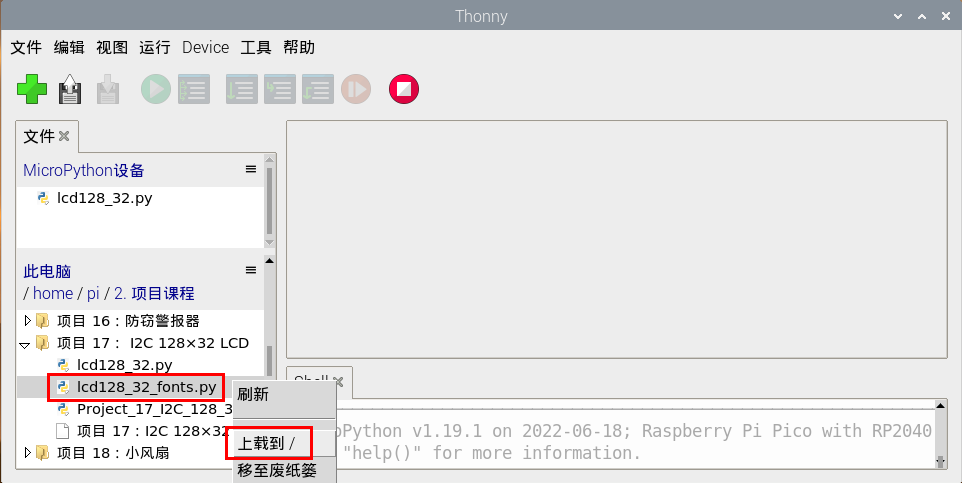 Thonny
文件 编辑 视图 运行 Device 工具 帮助
文件
MicroPython设备
lcd128_32.py
此电脑
/ home / pi / 2. 项目课程
项目 16：防窃警报器
项目 17： I2C 128×32 LCD
lcd128_32.py
lcd128_32_fonts.py
Project_17_I2C_128_3
项目 17：I2C 128×32
项目 18：小风扇
刷新
上载到 /
移至废纸篓
Shell
oPython v1.19.1 on 2022-06-18; Raspberry Pi Pico with RP2040
"help()" for more information.